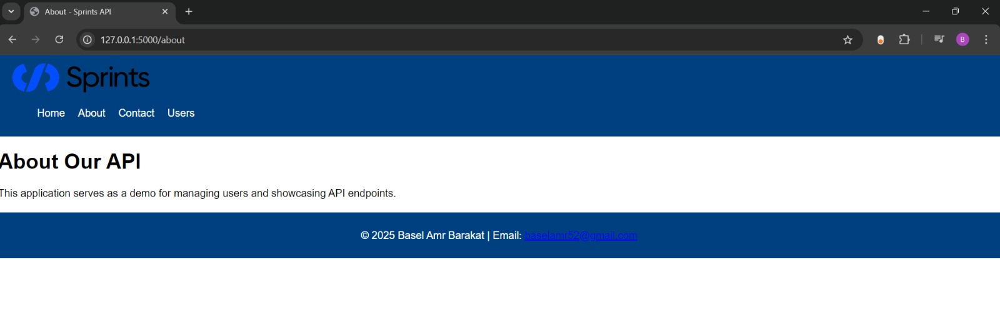 About - Sprints API
127.0.0.1:5000/about
B
Sprints
Home About Contact Users
About Our API
This application serves as a demo for managing users and showcasing API endpoints.
© 2025 Basel Amr Barakat | Email: baselamr52@gmail.com